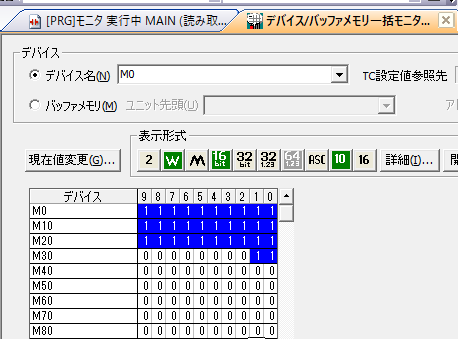 [PRG]モニタ 実行中 MAIN (読み取...
デバイス/バッファメモリ一括モニタ...
デバイス
デバイス名(N) M0 TC設定値参照先
バッファメモリ(M) ユニット先頭(U)
表示形式
現在値変更(G)... 2 W M 16bit 32bit 32 1.23 64 1.23 ASC 10 16 詳細(I)...
デバイス 9 8 7 6 5 4 3 2 1 0
M0 1 1 1 1 1 1 1 1 1 1
M10 1 1 1 1 1 1 1 1 1 1
M20 1 1 1 1 1 1 1 1 1 1
M30 0 0 0 0 0 0 0 0 1 1
M40 0 0 0 0 0 0 0 0 0 0
M50 0 0 0 0 0 0 0 0 0 0
M60 0 0 0 0 0 0 0 0 0 0
M70 0 0 0 0 0 0 0 0 0 0
M80 0 0 0 0 0 0 0 0 0 0